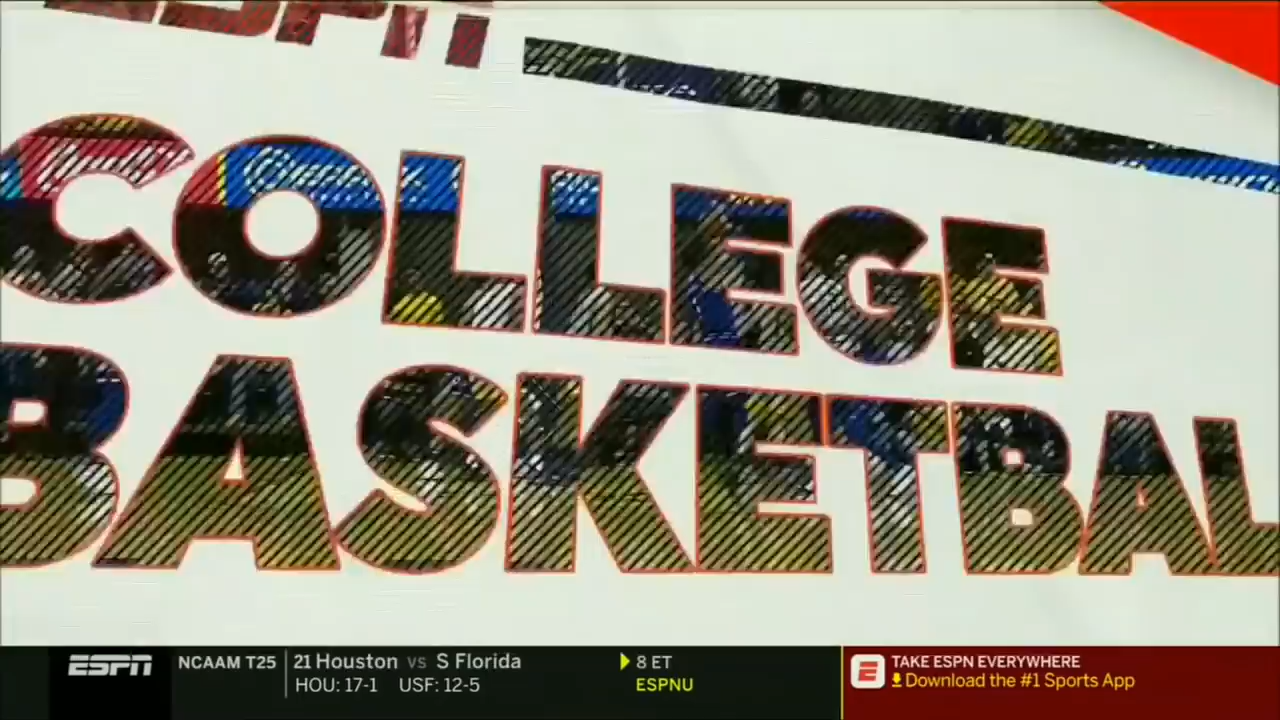 ESPN
COLLEGE
BASKETBAL
ESPN
NCAAM T25
21 Houston vs S Florida
HOU: 17-1 USF: 12-5
8 ET
ESPNU
TAKE ESPN EVERYWHERE
Download the #1 Sports App